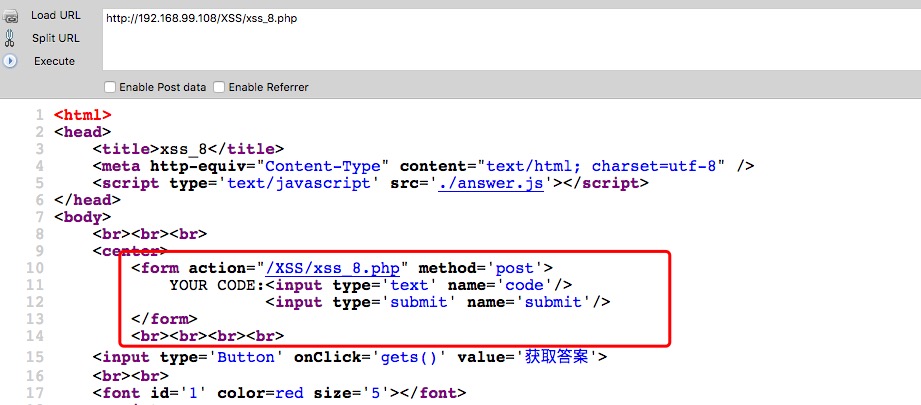 Load URL
http://192.168.99.108/XSS/xss_8.php
Split URL
Execute
Enable Post data Enable Referrer
1 <html>
2 <head>
3 <title>xss_8</title>
4 <meta http-equiv="Content-Type" content="text/html; charset=utf-8" />
5 <script type='text/javascript' src='./answer.js'></script>
6 </head>
7 <body>
8 <br><br><br>
9 <center>
10 <form action="/XSS/xss_8.php" method='post'>
11 YOUR CODE:<input type='text' name='code'/>
12 <input type='submit' name='submit'/>
13 </form>
14 <br><br><br><br>
15 <input type='Button' onClick='gets()' value='获取答案'>
16 <br><br>
17 <font id='1' color=red size='5'></font>